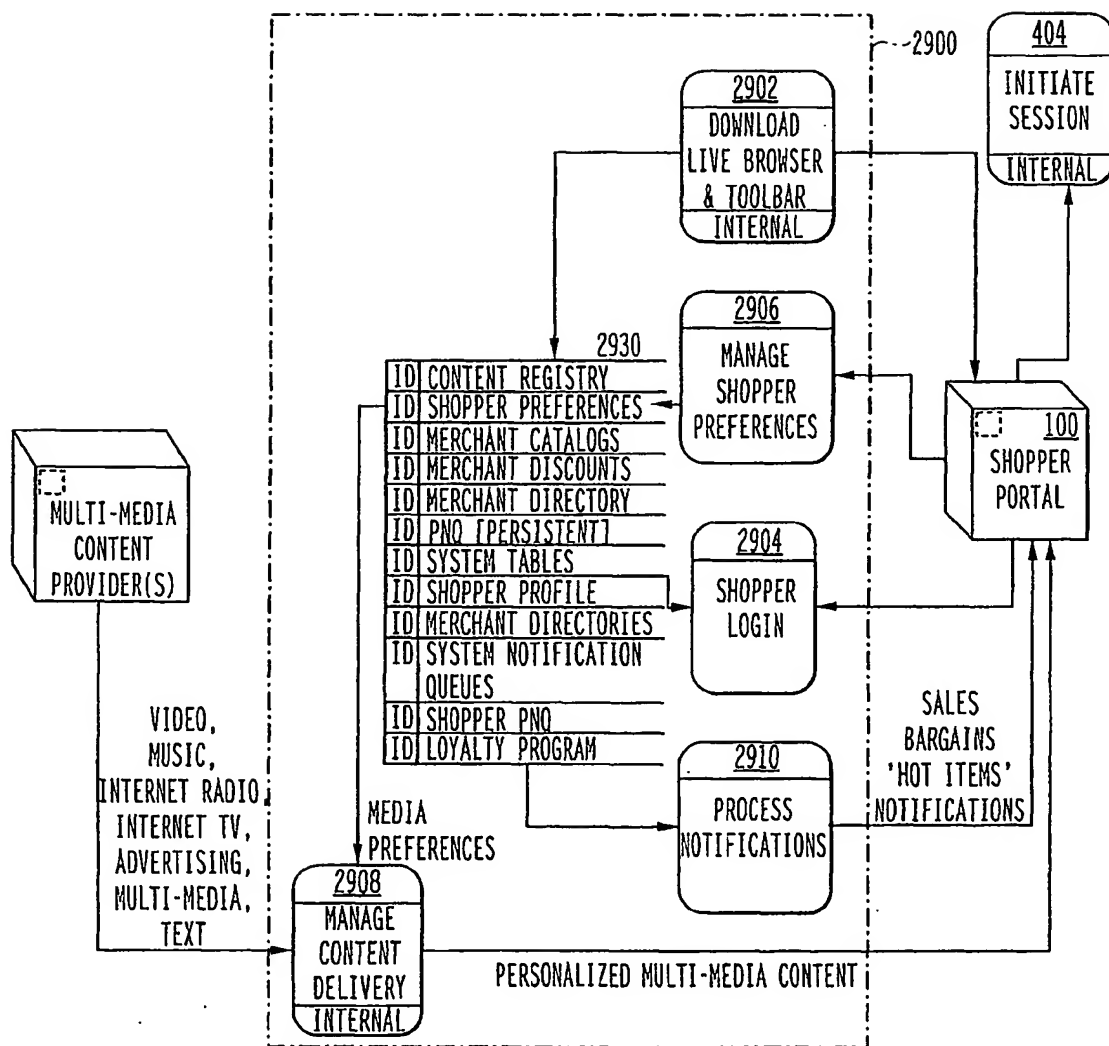 2900
404
INITIATE
SESSION
INTERNAL
2902
DOWNLOAD
LIVE BROWSER
& TOOLBAR
INTERNAL
2906
MANAGE
SHOPPER
PREFERENCES
2930
ID CONTENT REGISTRY
ID SHOPPER PREFERENCES
ID MERCHANT CATALOGS
ID MERCHANT DISCOUNTS
ID MERCHANT DIRECTORY
ID PNQ [PERSISTENT]
ID SYSTEM TABLES
ID SHOPPER PROFILE
ID MERCHANT DIRECTORIES
ID SYSTEM NOTIFICATION
QUEUES
ID SHOPPER PNQ
ID LOYALTY PROGRAM
100
SHOPPER
PORTAL
MULTI-MEDIA
CONTENT
PROVIDER(S)
2904
SHOPPER
LOGIN
VIDEO,
MUSIC,
INTERNET RADIO,
INTERNET TV,
ADVERTISING,
MULTI-MEDIA,
TEXT
MEDIA
PREFERENCES
2910
PROCESS
NOTIFICATIONS
SALES
BARGAINS
'HOT ITEMS'
NOTIFICATIONS
2908
MANAGE
CONTENT
DELIVERY
INTERNAL
PERSONALIZED MULTI-MEDIA CONTENT